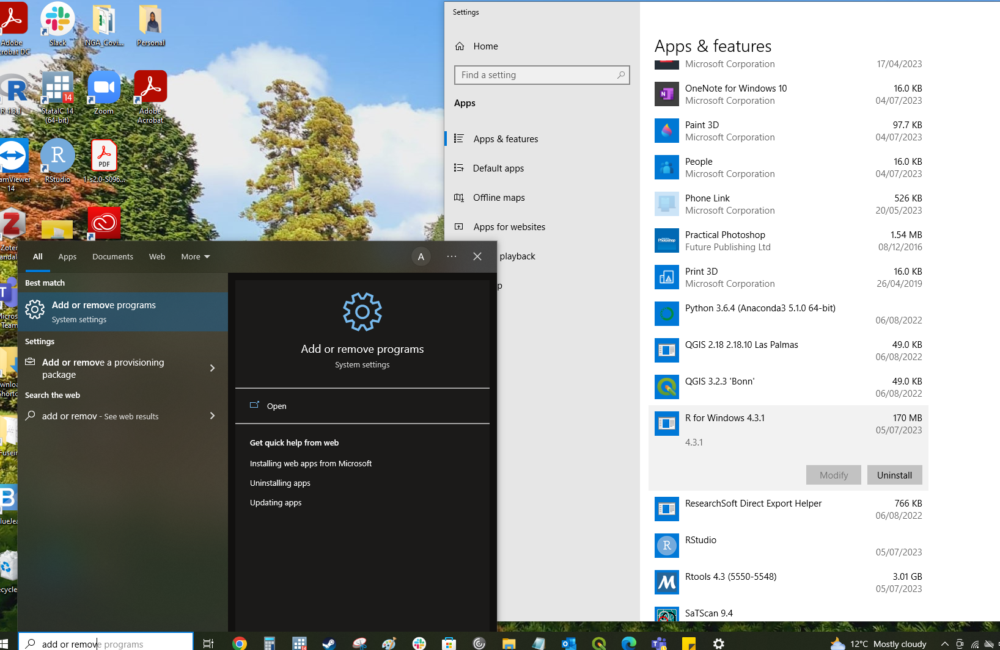 Adobe
crobat DC
Slack
NGA_Covi...
Personal
R 4.3.1
StataIC 14
(64-bit)
14
Zoom
Adobe
Acrobat
amViewer
14
R
RStudio
PDF
1-s2.0-S096...
Zoter
andal
Micros
Team
wnloa
Shortc
Fusein
lueJea
ecycle
Settings
Home
Find a setting
Apps
Apps & features
Default apps
Offline maps
Apps for websites
playback
p
Apps & features
Microsoft Corporation 17/04/2023
OneNote for Windows 10 16.0 KB
Microsoft Corporation 04/07/2023
Paint 3D 97.7 KB
Microsoft Corporation 04/07/2023
People 16.0 KB
Microsoft Corporation 04/07/2023
Phone Link 526 KB
Microsoft Corporation 20/05/2023
Photoshop
Practical Photoshop 1.54 MB
Future Publishing Ltd 08/12/2016
Print 3D 16.0 KB
Microsoft Corporation 26/04/2019
Python 3.6.4 (Anaconda3 5.1.0 64-bit)
06/08/2022
QGIS 2.18 2.18.10 Las Palmas 49.0 KB
06/08/2022
QGIS 3.2.3 'Bonn' 49.0 KB
06/08/2022
R for Windows 4.3.1 170 MB
05/07/2023
4.3.1
Modify Uninstall
ResearchSoft Direct Export Helper 766 KB
06/08/2022
R
RStudio
05/07/2023
Rtools 4.3 (5550-5548) 3.01 GB
05/07/2023
SaTScan 9.4
All Apps Documents Web More A
Best match
Add or remove programs
System settings
Settings
Add or remove a provisioning
package
Search the web
add or remov - See web results
Add or remove programs
System settings
Open
Get quick help from web
Installing web apps from Microsoft
Uninstalling apps
Updating apps
add or remove programs
12°C Mostly cloudy